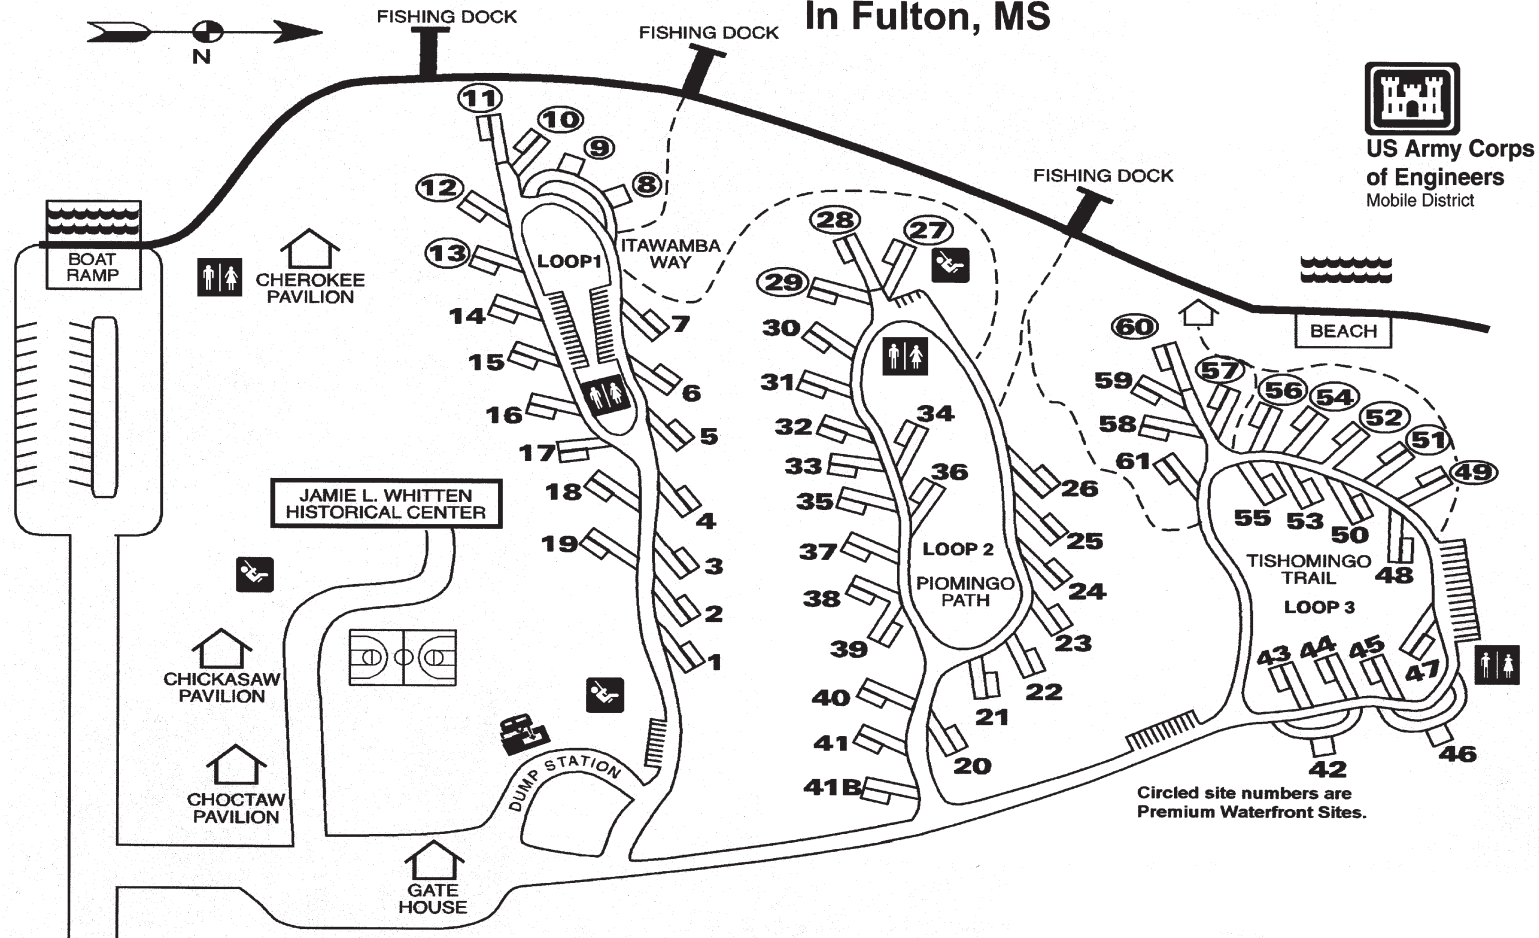 In Fulton, MS
N
FISHING DOCK
FISHING DOCK
FISHING DOCK
US Army Corps
of Engineers
Mobile District
BOAT
RAMP
CHEROKEE
PAVILION
11
10
9
8
12
13
14
15
16
17
18
19
LOOP1
ITAWAMBA
WAY
7
6
5
4
3
2
1
JAMIE L. WHITTEN
HISTORICAL CENTER
CHICKASAW
PAVILION
CHOCTAW
PAVILION
DUMP STATION
GATE
HOUSE
28
27
29
30
31
32
33
34
35
36
37
38
39
40
41
41B
LOOP 2
PIOMINGO
PATH
26
25
24
23
22
21
20
BEACH
60
59
58
61
57
56
54
52
51
49
55
53
50
48
TISHOMINGO
TRAIL
LOOP 3
43
44
45
47
42
46
Circled site numbers are
Premium Waterfront Sites.